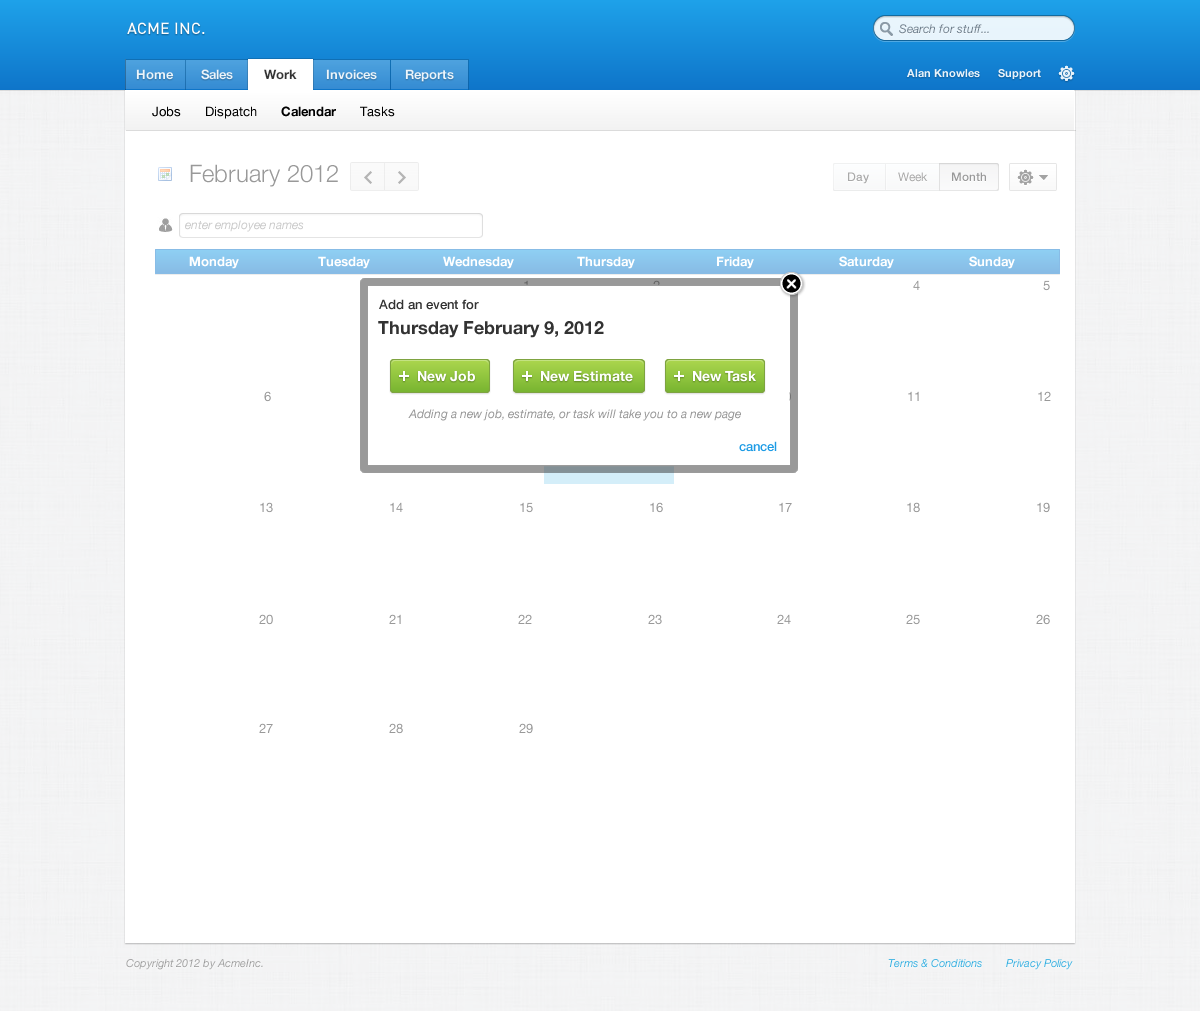 ACME INC.
Search for stuff...
Home Sales Work Invoices Reports
Alan Knowles Support
Jobs Dispatch Calendar Tasks
February 2012
Day Week Month
enter employee names
Monday Tuesday Wednesday Thursday Friday Saturday Sunday
4 5
Add an event for
Thursday February 9, 2012
+ New Job + New Estimate + New Task
Adding a new job, estimate, or task will take you to a new page
cancel
6 11 12
13 14 15 16 17 18 19
20 21 22 23 24 25 26
27 28 29
Copyright 2012 by AcmeInc.
Terms & Conditions Privacy Policy